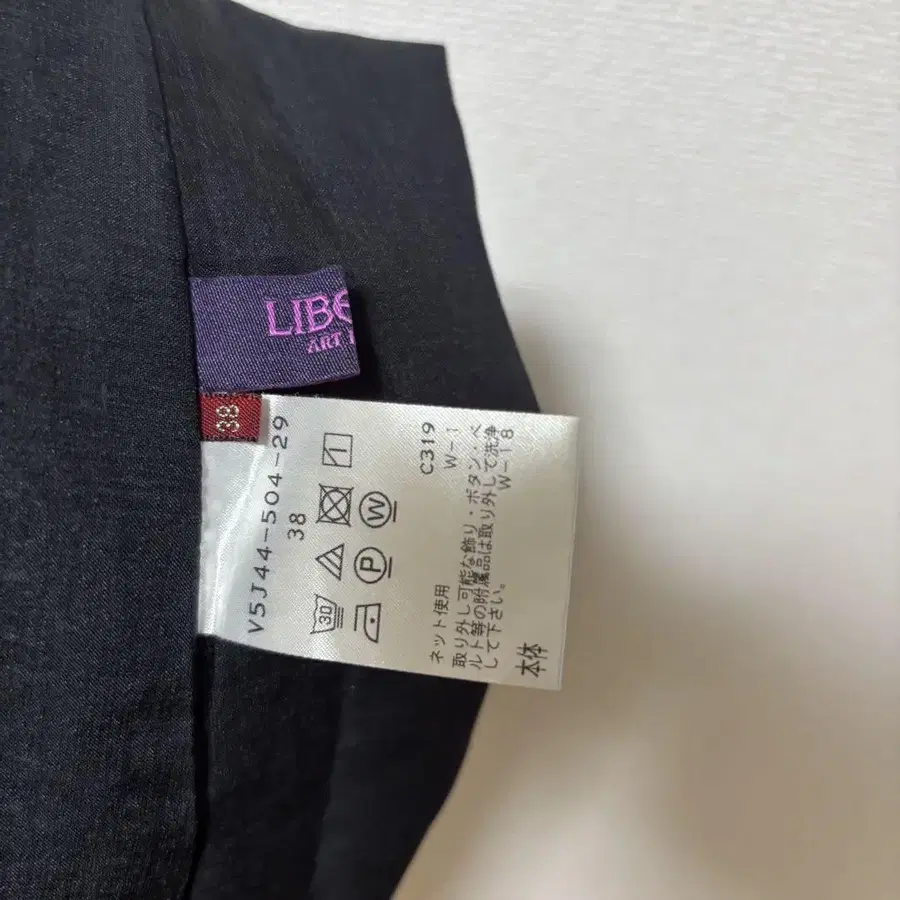 LIBE
ART
38
V5J44-504-29
38
30
P
W
C319
W-1
ネット使用
取り外し可能な飾り・ボタン・ベ
ルト等の附属品は取り外して洗浄
して下さい。
W-18
本体